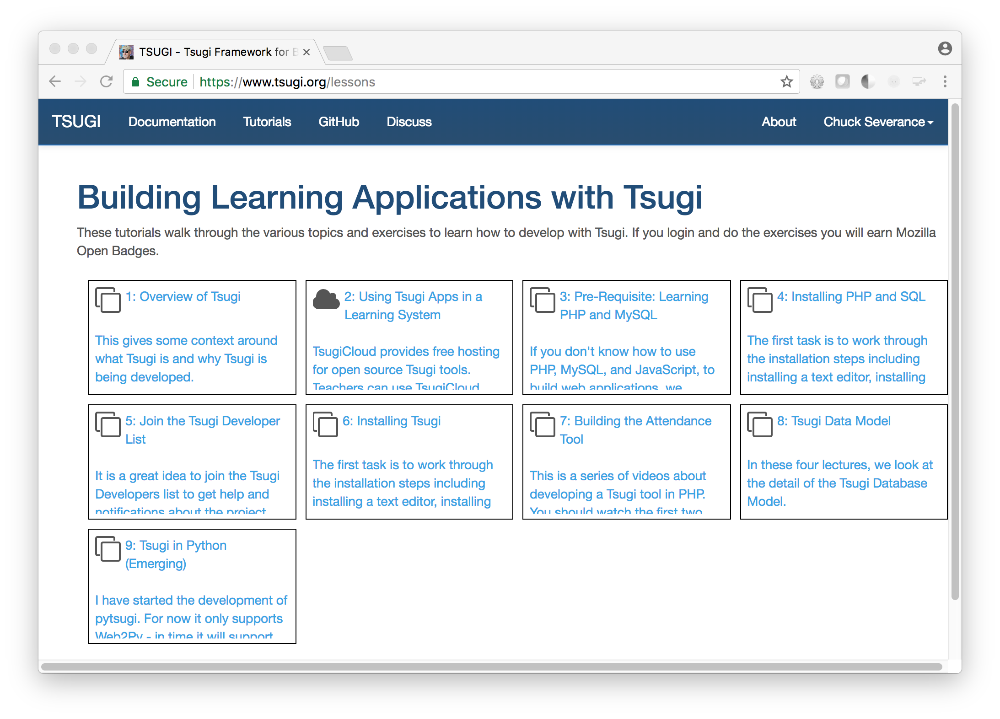 TSUGI - Tsugi Framework for B
Secure https://www.tsugi.org/lessons
TSUGI Documentation Tutorials GitHub Discuss About Chuck Severance
Building Learning Applications with Tsugi
These tutorials walk through the various topics and exercises to learn how to develop with Tsugi. If you login and do the exercises you will earn Mozilla
Open Badges.
1: Overview of Tsugi
This gives some context around
what Tsugi is and why Tsugi is
being developed.
2: Using Tsugi Apps in a
Learning System
TsugiCloud provides free hosting
for open source Tsugi tools.
Teachers can use TsugiCloud
3: Pre-Requisite: Learning
PHP and MySQL
If you don't know how to use
PHP, MySQL, and JavaScript, to
build web applications, we
4: Installing PHP and SQL
The first task is to work through
the installation steps including
installing a text editor, installing
5: Join the Tsugi Developer
List
It is a great idea to join the Tsugi
Developers list to get help and
notifications about the project
6: Installing Tsugi
The first task is to work through
the installation steps including
installing a text editor, installing
7: Building the Attendance
Tool
This is a series of videos about
developing a Tsugi tool in PHP.
You should watch the first two
8: Tsugi Data Model
In these four lectures, we look at
the detail of the Tsugi Database
Model.
9: Tsugi in Python
(Emerging)
I have started the development of
pytsugi. For now it only supports
Web2Py - in time it will support